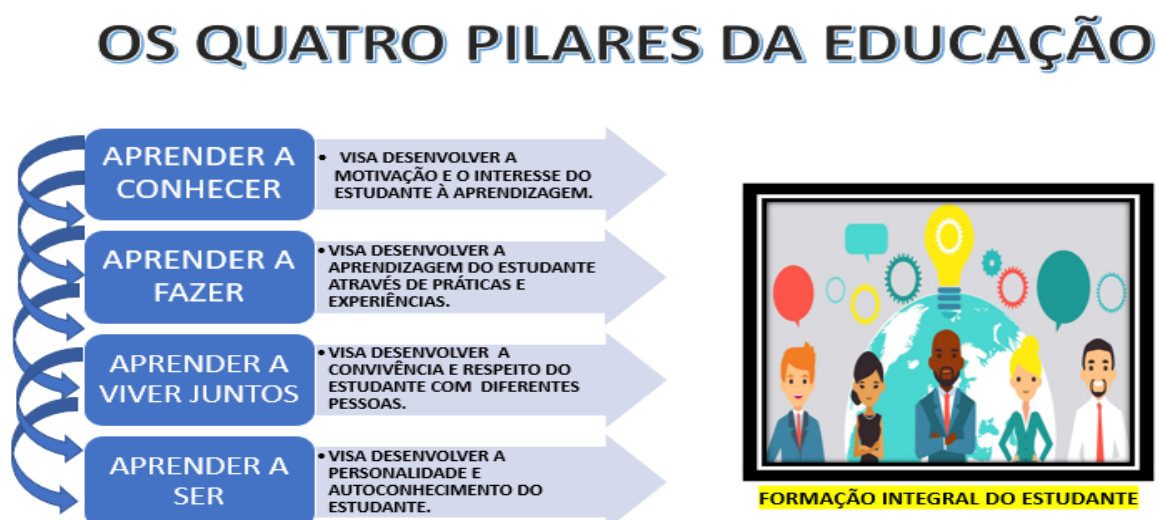 OS QUATRO PILARES DA EDUCAÇÃO
APRENDER A
CONHECER
• VISA DESENVOLVER A
MOTIVAÇÃO E O INTERESSE DO
ESTUDANTE À APRENDIZAGEM.
APRENDER A
FAZER
• VISA DESENVOLVER A
APRENDIZAGEM DO ESTUDANTE
ATRAVÉS DE PRÁTICAS E
EXPERIÊNCIAS.
APRENDER A
VIVER JUNTOS
• VISA DESENVOLVER A
CONVIVÊNCIA E RESPEITO DO
ESTUDANTE COM DIFERENTES
PESSOAS.
APRENDER A
SER
• VISA DESENVOLVER A
PERSONALIDADE E
AUTOCONHECIMENTO DO
ESTUDANTE.
FORMAÇÃO INTEGRAL DO ESTUDANTE